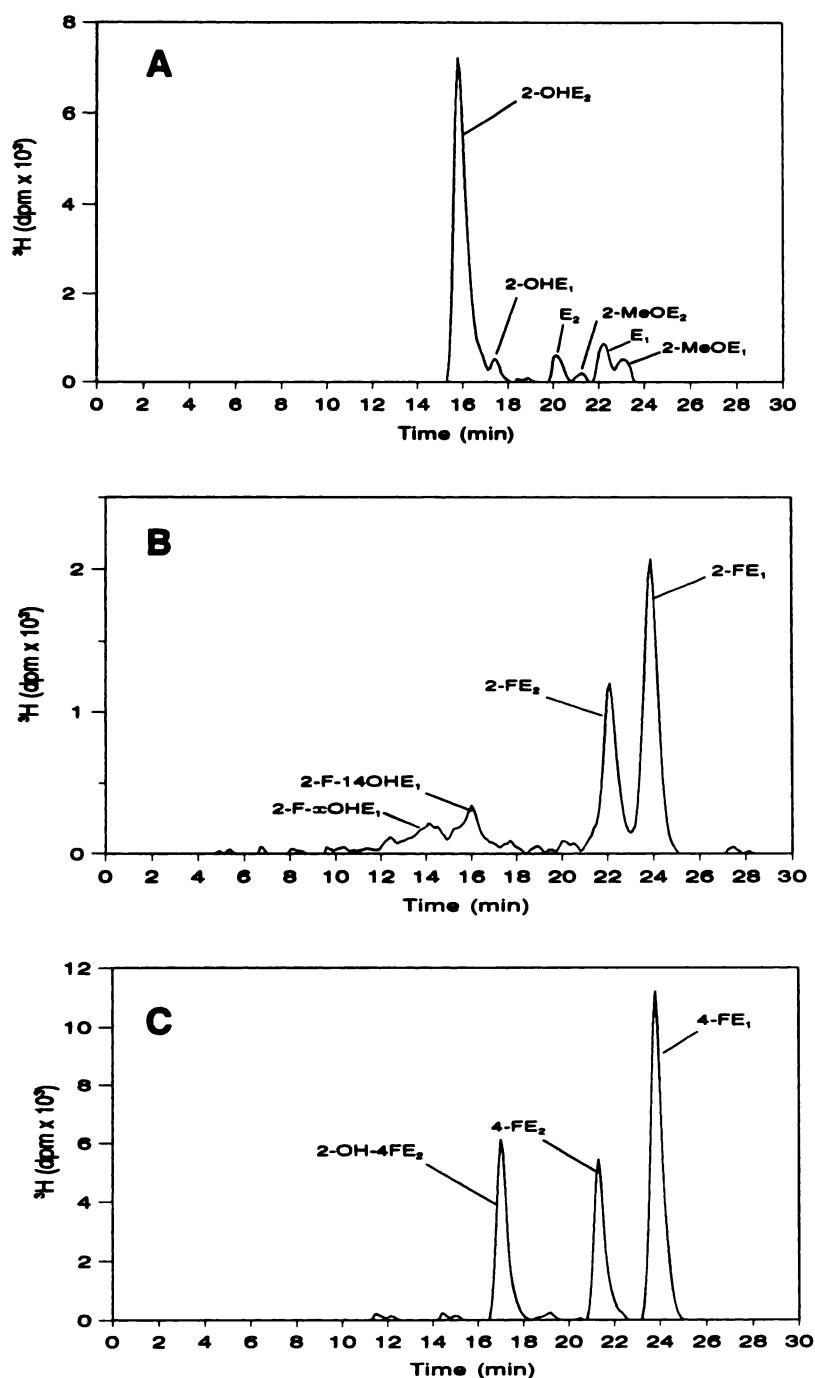 A
8
6
4
2
0
³H (dpm x 10³)
2-OHE₂
2-OHE₁
E₂
2-MeOE₂
E₁
2-MeOE₁
0 2 4 6 8 10 12 14 16 18 20 22 24 26 28 30
Time (min)
B
2
1
0
³H (dpm x 10³)
2-FE₁
2-FE₂
2-F-14OHE₁
2-F-xOHE₁
0 2 4 6 8 10 12 14 16 18 20 22 24 26 28 30
Time (min)
C
12
10
8
6
4
2
0
³H (dpm x 10³)
4-FE₁
4-FE₂
2-OH-4FE₂
0 2 4 6 8 10 12 14 16 18 20 22 24 26 28 30
Time (min)